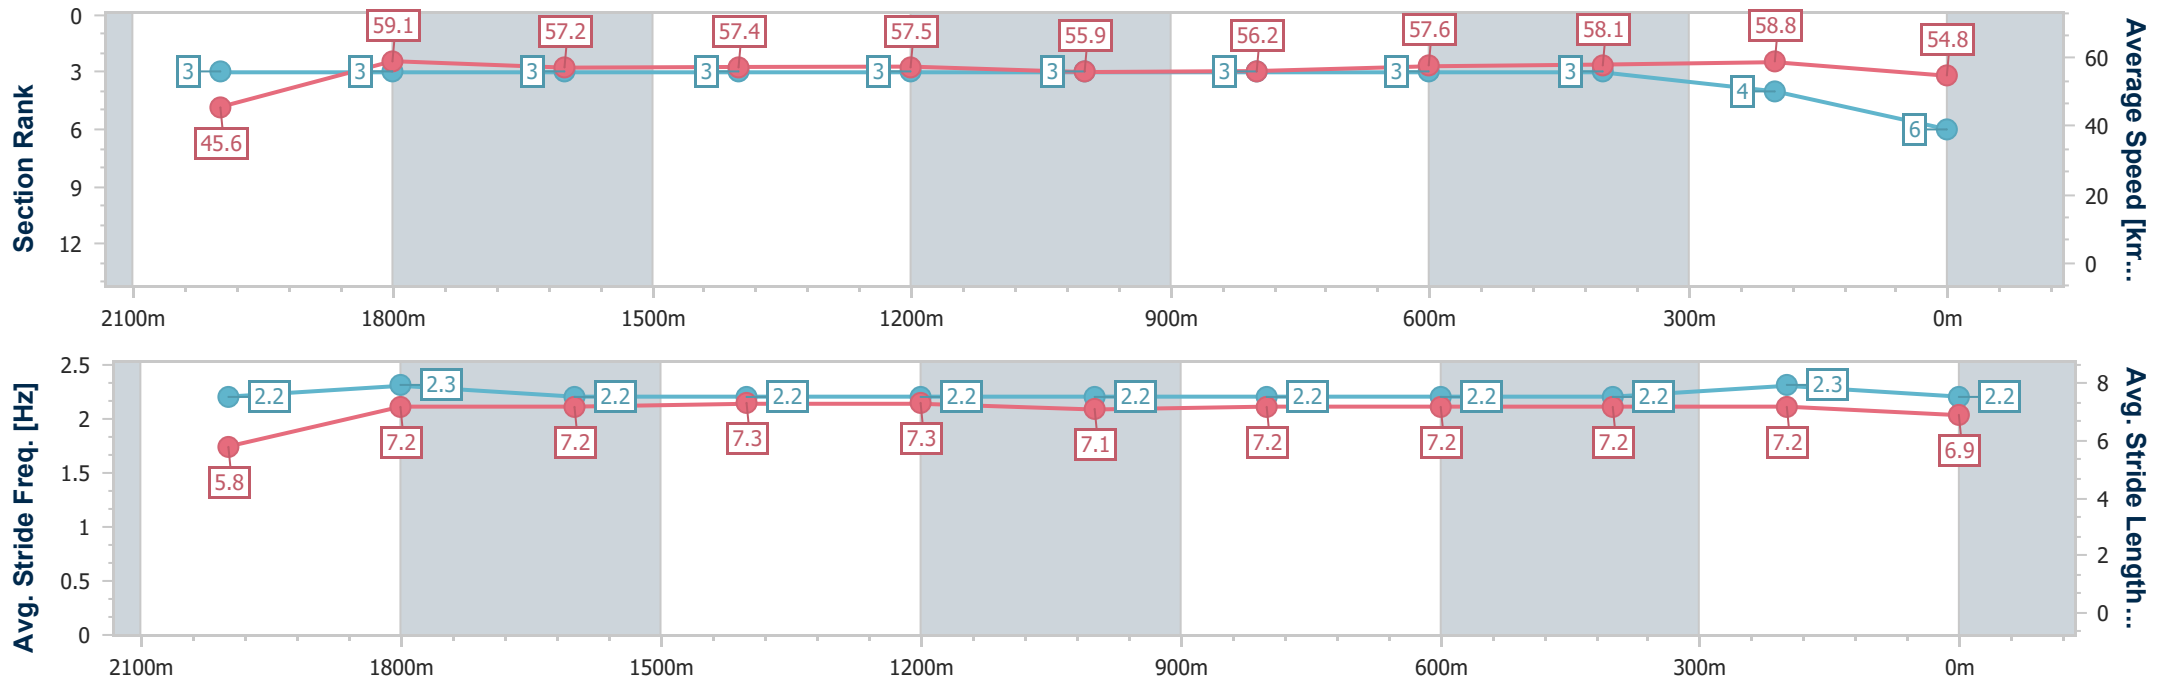 Section Rank
0
3
6
9
12
3 3 3 3 3 3 3 3 3 4 6
45.6 59.1 57.2 57.4 57.5 55.9 56.2 57.6 58.1 58.8 54.8
60
40
20
0
Average Speed [km...
2100m 1800m 1500m 1200m 900m 600m 300m 0m
Avg. Stride Freq. [Hz]
2.5
2
1.5
1
0.5
0
2.2 2.3 2.2 2.2 2.2 2.2 2.2 2.2 2.2 2.3 2.2
5.8 7.2 7.2 7.3 7.3 7.1 7.2 7.2 7.2 7.2 6.9
8
6
4
2
0
Avg. Stride Length ...
2100m 1800m 1500m 1200m 900m 600m 300m 0m